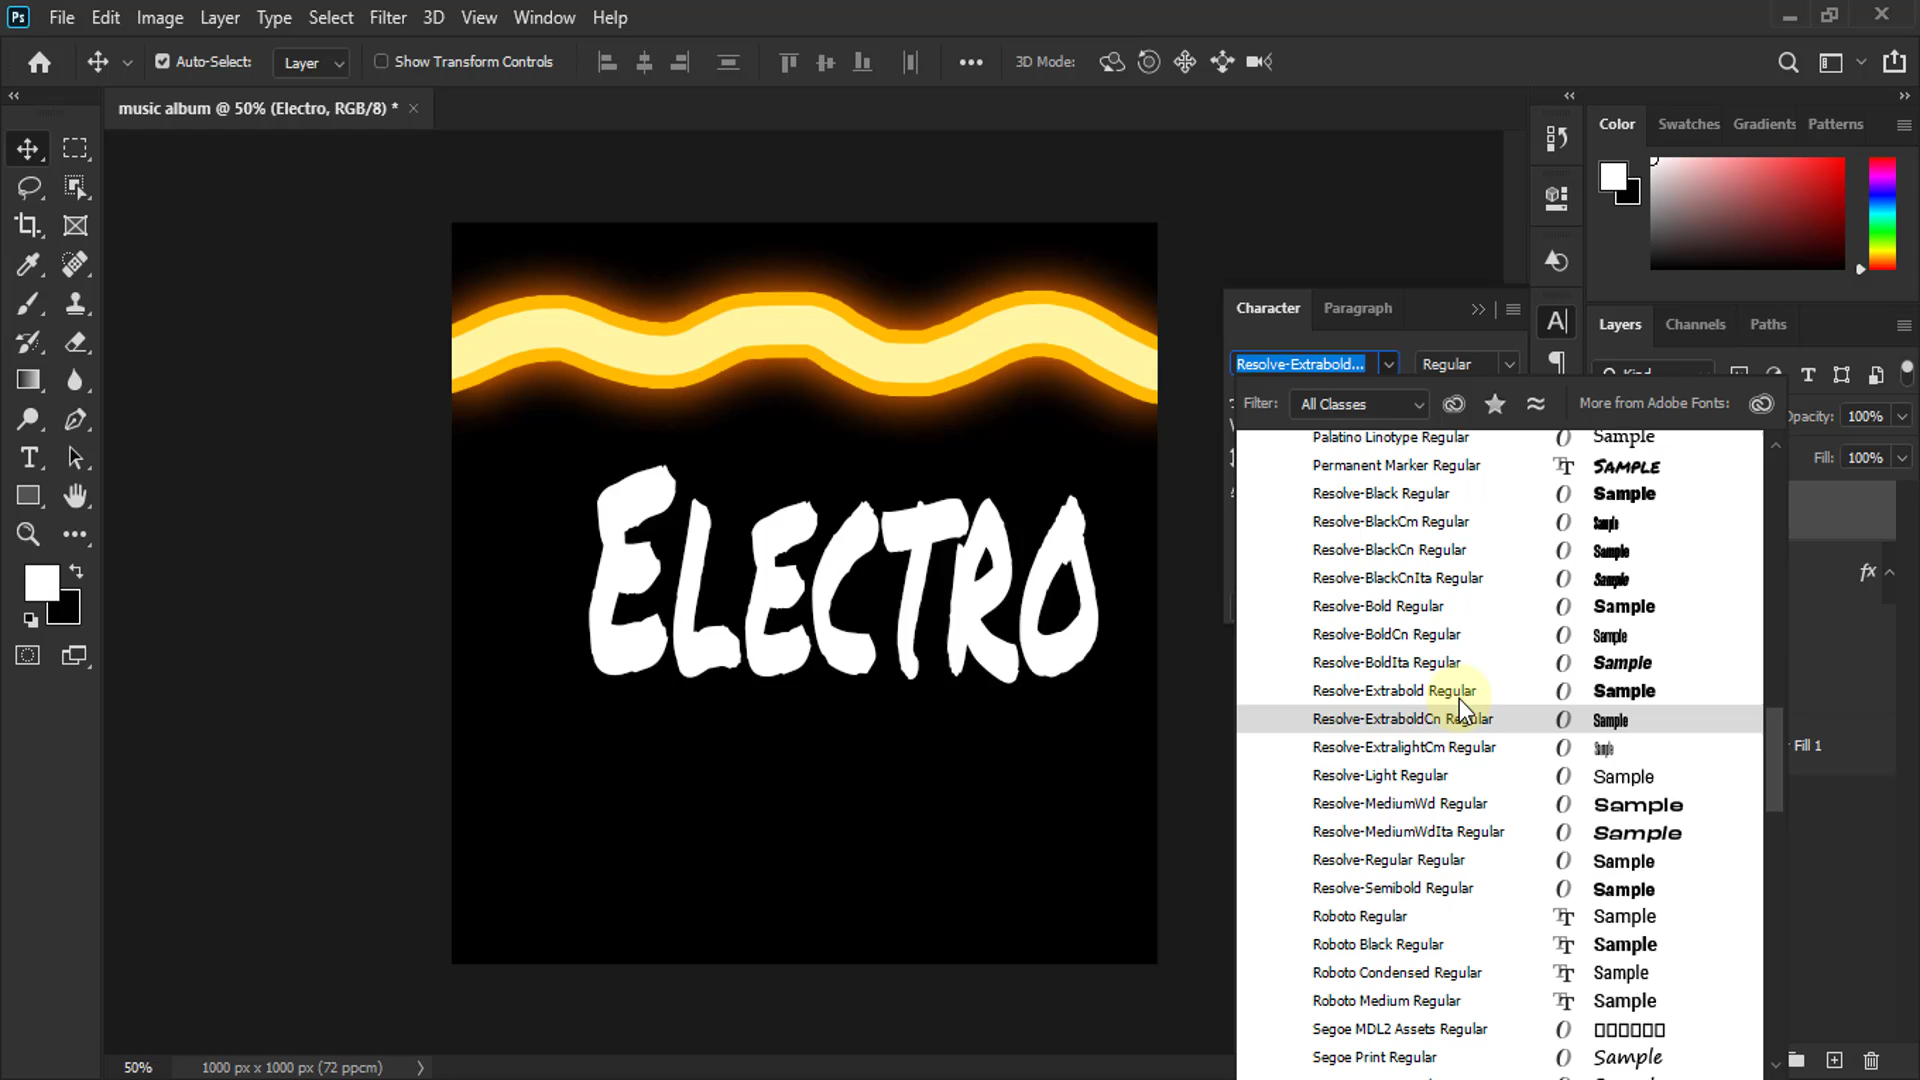 Ps File Edit Image Layer Type Select Filter 3D View Window Help
Auto-Select: Layer Show Transform Controls 3D Mode:
music album @ 50% (Electro, RGB/8) *
Color Swatches Gradients Patterns
Character Paragraph
Layers Channels Paths
Resolve-Extrabold... Regular
Kind
Filter: All Classes More from Adobe Fonts:
Opacity: 100%
Fill: 100%
Palatino Linotype Regular Sample
Permanent Marker Regular Sample
Resolve-Black Regular Sample
Resolve-BlackCm Regular Sample
Resolve-BlackCn Regular Sample
Resolve-BlackCnIta Regular Sample
Resolve-Bold Regular Sample
Resolve-BoldCn Regular Sample
Resolve-BoldIta Regular Sample
Resolve-Extrabold Regular Sample
Resolve-ExtraboldCn Regular Sample
Resolve-ExtralightCm Regular Sample
Resolve-Light Regular Sample
Resolve-MediumWd Regular Sample
Resolve-MediumWdIta Regular Sample
Resolve-Regular Regular Sample
Resolve-Semibold Regular Sample
Roboto Regular Sample
Roboto Black Regular Sample
Roboto Condensed Regular Sample
Roboto Medium Regular Sample
Segoe MDL2 Assets Regular
Segoe Print Regular Sample
fx
Fill 1
Electro
50% 1000 px x 1000 px (72 ppcm)